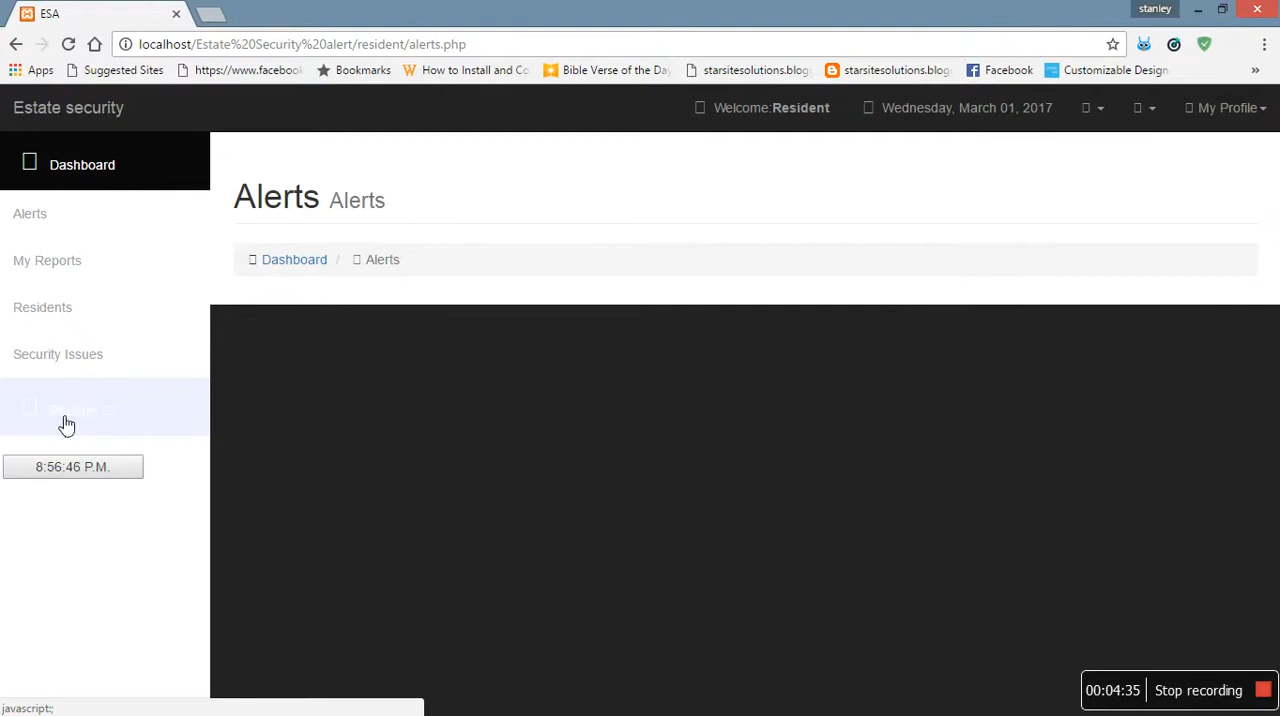 ESA
stanley
localhost/Estate%20Security%20alert/resident/alerts.php
Apps Suggested Sites https://www.facebook Bookmarks How to Install and Co Bible Verse of the Day starsitesolutions.blog starsitesolutions.blog Facebook Customizable Design »
Estate security Welcome:Resident Wednesday, March 01, 2017 My Profile
Dashboard
Alerts Alerts
Alerts
Dashboard / Alerts
My Reports
Residents
Security Issues
8:56:46 P.M.
00:04:35 Stop recording
javascript:;